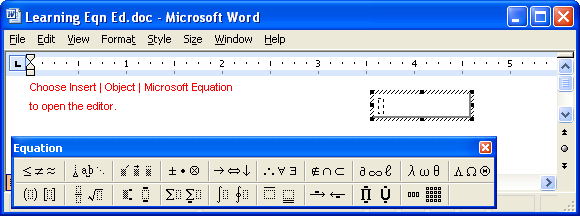 Learning Eqn Ed.doc - Microsoft Word
File Edit View Format Style Size Window Help
L 1 2 3 4 5
Choose Insert | Object | Microsoft Equation
to open the editor.
Equation
≤ ≠ ≈ ± • ⊗ → ⇔ ↓ ∴ ∀ ∃ ∉ ∩ ⊂ ∂ ∞ ℓ λ ω θ Λ Ω Θ